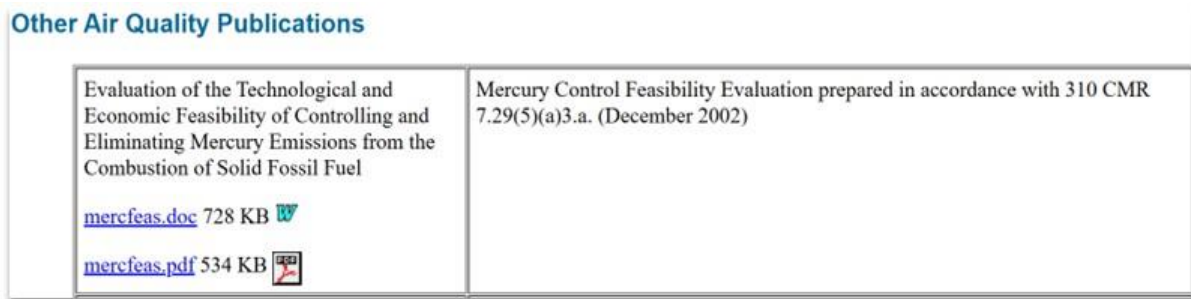 Other Air Quality Publications
Evaluation of the Technological and
Economic Feasibility of Controlling and
Eliminating Mercury Emissions from the
Combustion of Solid Fossil Fuel
mercfeas.doc 728 KB W
mercfeas.pdf 534 KB PDF
Mercury Control Feasibility Evaluation prepared in accordance with 310 CMR
7.29(5)(a)3.a. (December 2002)